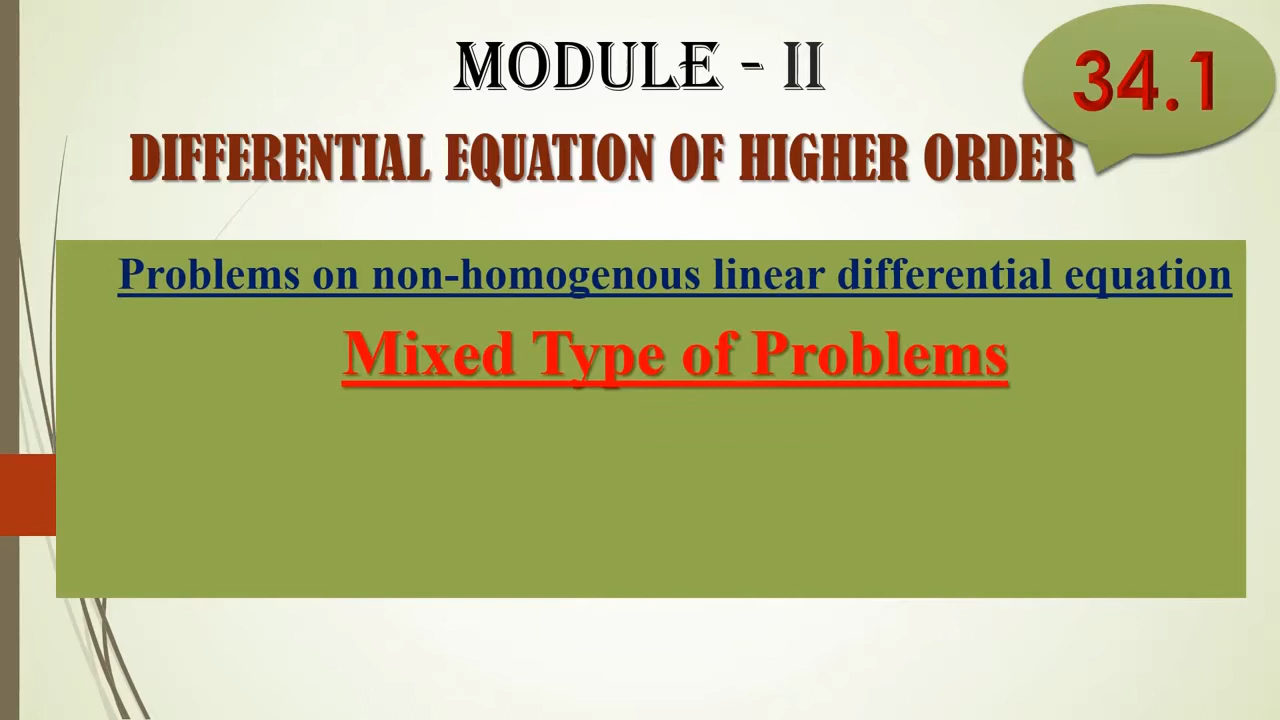 MODULE - II
34.1
DIFFERENTIAL EQUATION OF HIGHER ORDER
Problems on non-homogenous linear differential equation
Mixed Type of Problems